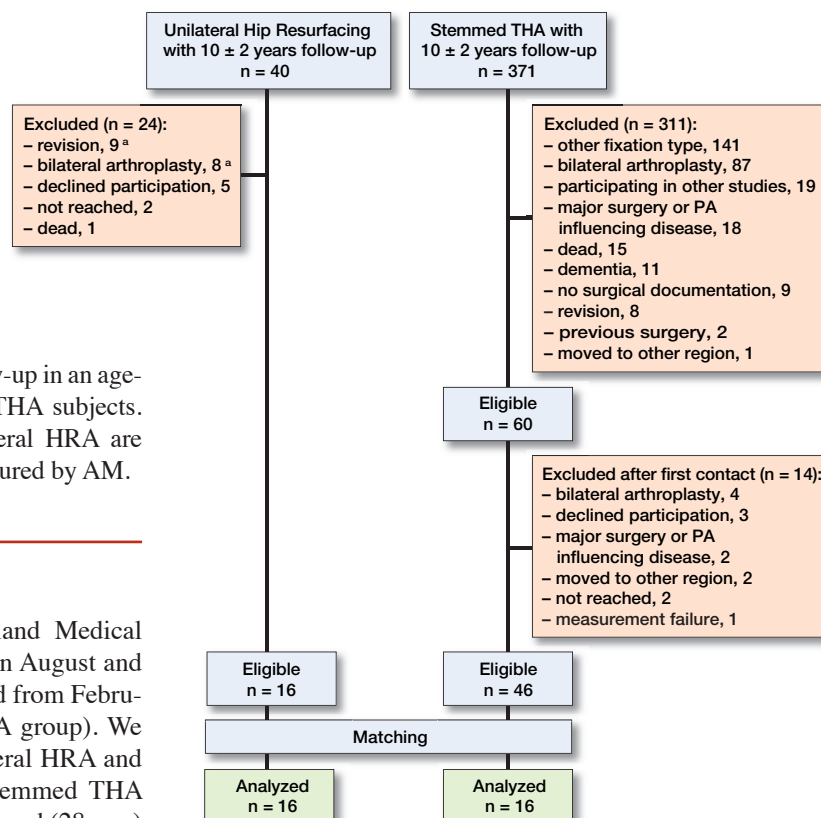 Unilateral Hip Resurfacing
with 10 ± 2 years follow-up
n = 40
Stemmed THA with
10 ± 2 years follow-up
n = 371
Excluded (n = 24):
– revision, 9 a
– bilateral arthroplasty, 8 a
– declined participation, 5
– not reached, 2
– dead, 1
Excluded (n = 311):
– other fixation type, 141
– bilateral arthroplasty, 87
– participating in other studies, 19
– major surgery or PA
influencing disease, 18
– dead, 15
– dementia, 11
– no surgical documentation, 9
– revision, 8
– previous surgery, 2
– moved to other region, 1
Eligible
n = 60
Excluded after first contact (n = 14):
– bilateral arthroplasty, 4
– declined participation, 3
– major surgery or PA
influencing disease, 2
– moved to other region, 2
– not reached, 2
– measurement failure, 1
Eligible
n = 16
Eligible
n = 46
Matching
Analyzed
n = 16
Analyzed
n = 16
-up in an age-
THA subjects.
eral HRA are
ured by AM.
and Medical
n August and
d from Febru-
A group). We
eral HRA and
temmed THA